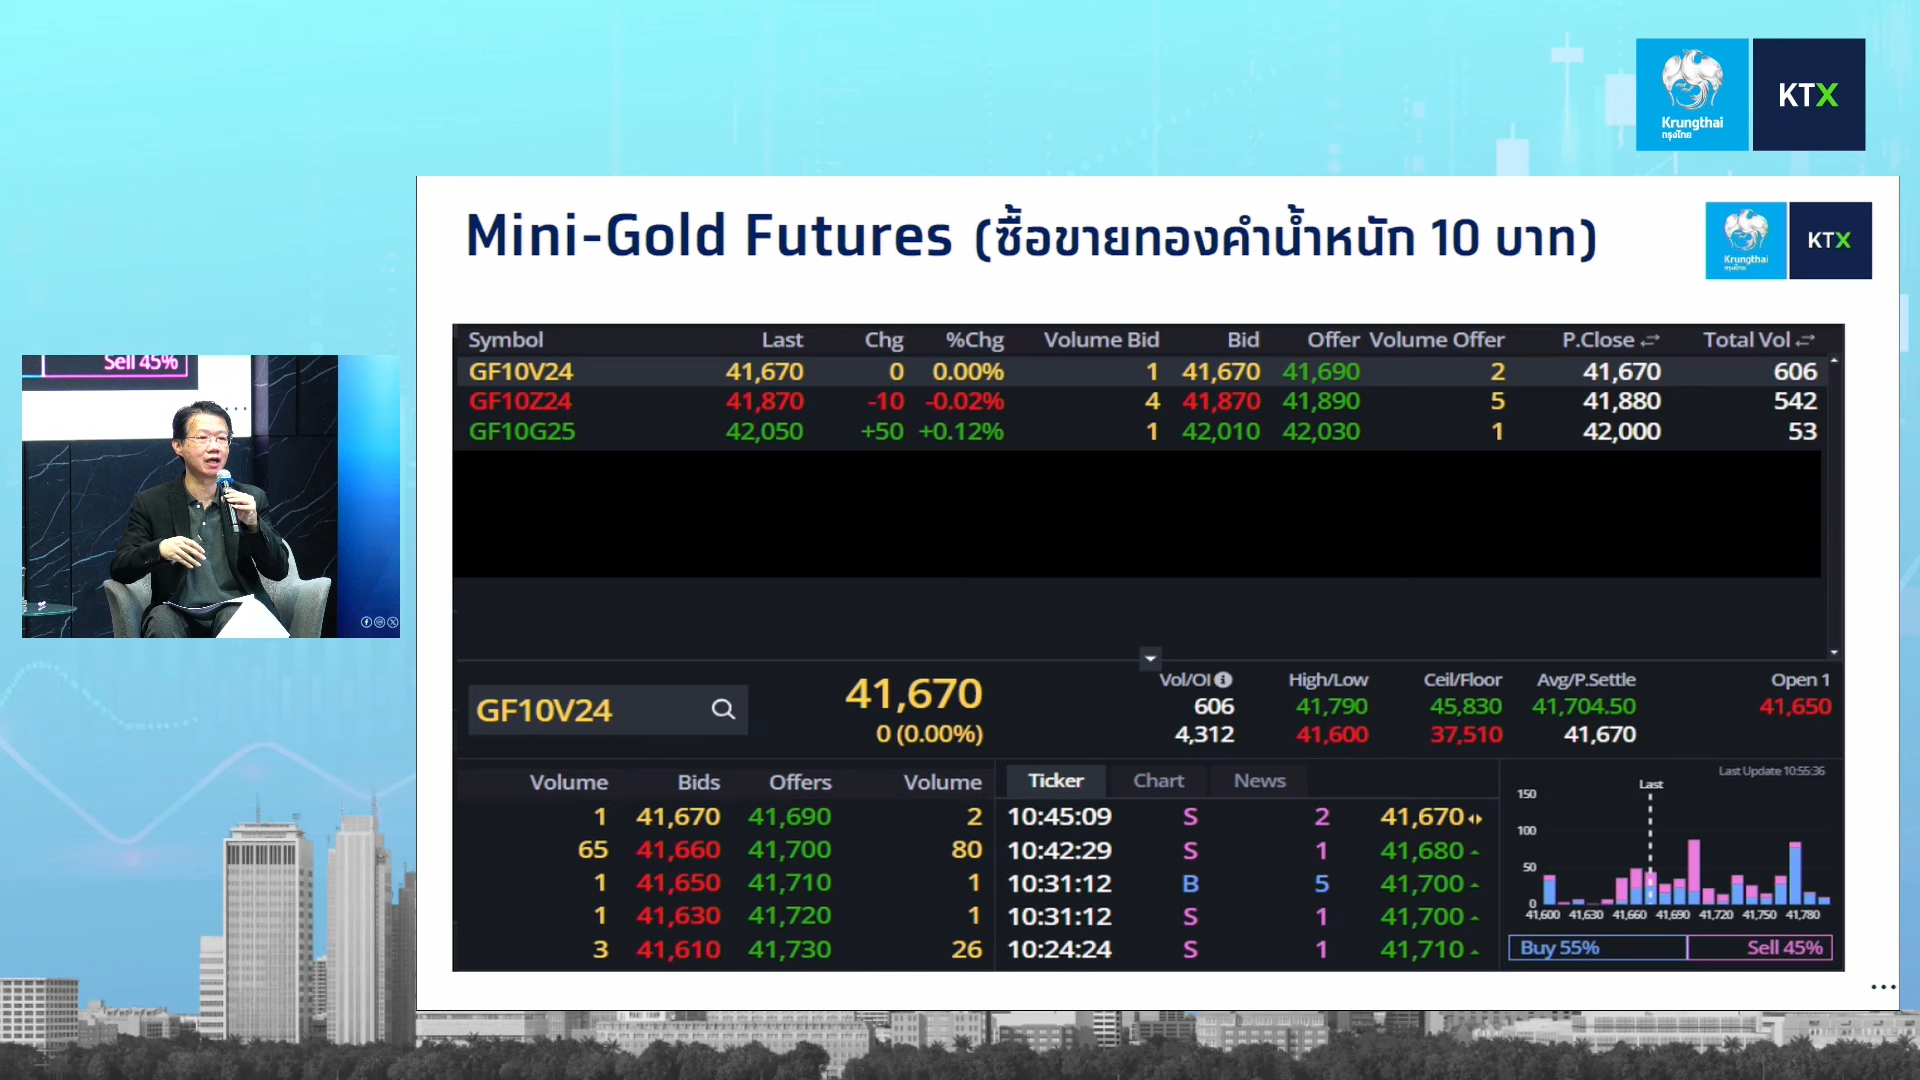 Krungthai
กรุงไทย
KTX
Mini-Gold Futures (ซื้อขายทองคำน้ำหนัก 10 บาท)
Krungthai
กรุงไทย
KTX
Sell 45%
Symbol Last Chg %Chg Volume Bid Bid Offer Volume Offer P.Close Total Vol
GF10V24 41,670 0 0.00% 1 41,670 41,690 2 41,670 606
GF10Z24 41,870 -10 -0.02% 4 41,870 41,890 5 41,880 542
GF10G25 42,050 +50 +0.12% 1 42,010 42,030 1 42,000 53
GF10V24 41,670
0 (0.00%)
Vol/OI High/Low Ceil/Floor Avg/P.Settle Open 1
606 41,790 45,830 41,704.50 41,650
4,312 41,600 37,510 41,670
Volume Bids Offers Volume
1 41,670 41,690 2
65 41,660 41,700 80
1 41,650 41,710 1
1 41,630 41,720 1
3 41,610 41,730 26
Ticker Chart News
10:45:09 S 2 41,670
10:42:29 S 1 41,680
10:31:12 B 5 41,700
10:31:12 S 1 41,700
10:24:24 S 1 41,710
Last Update 10:55:36
Last
150
100
50
0
41,600 41,630 41,660 41,690 41,720 41,750 41,780
Buy 55% Sell 45%
...